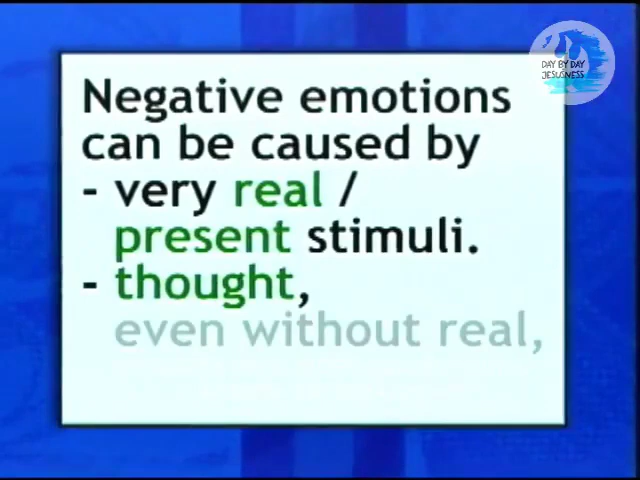 DAY BY DAY
JESUSNESS
Negative emotions
can be caused by
- very real /
present stimuli.
- thought,
even without real,